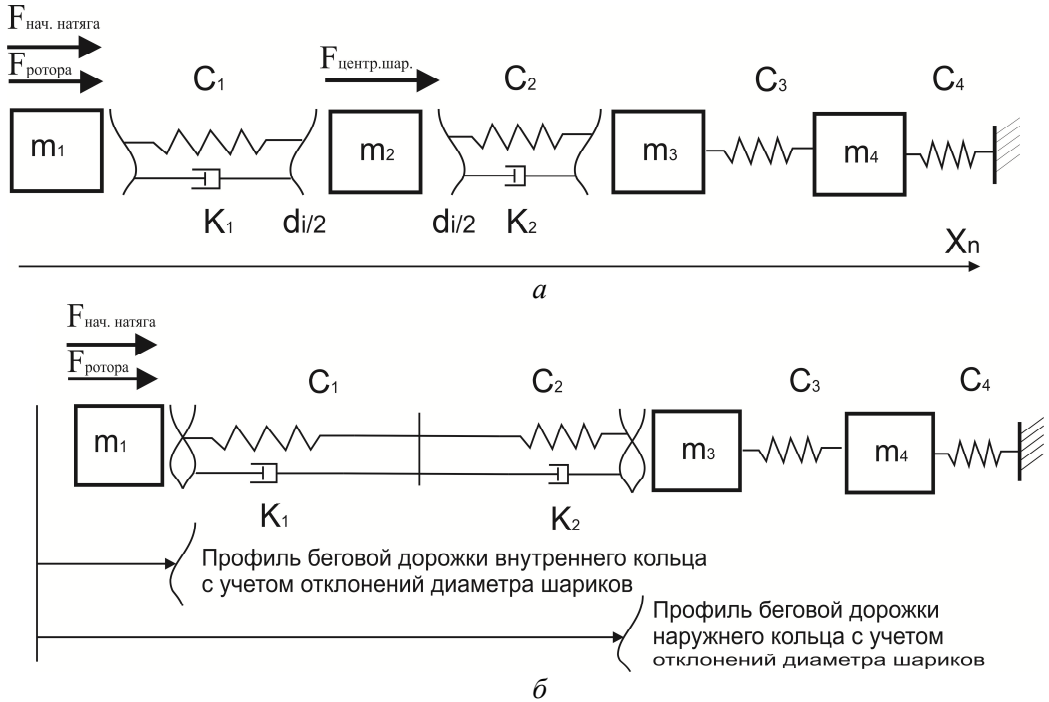 Fнач. натяга
Fротора
C1
Fцентр.шар.
C2
C3
C4
m1
m2
m3
m4
K1
di/2
di/2
K2
Xn
а
Fнач. натяга
Fротора
C1
C2
C3
C4
m1
m3
m4
K1
K2
Профиль беговой дорожки внутреннего кольца
с учетом отклонений диаметра шариков
Профиль беговой дорожки
наружнего кольца с учетом
отклонений диаметра шариков
б